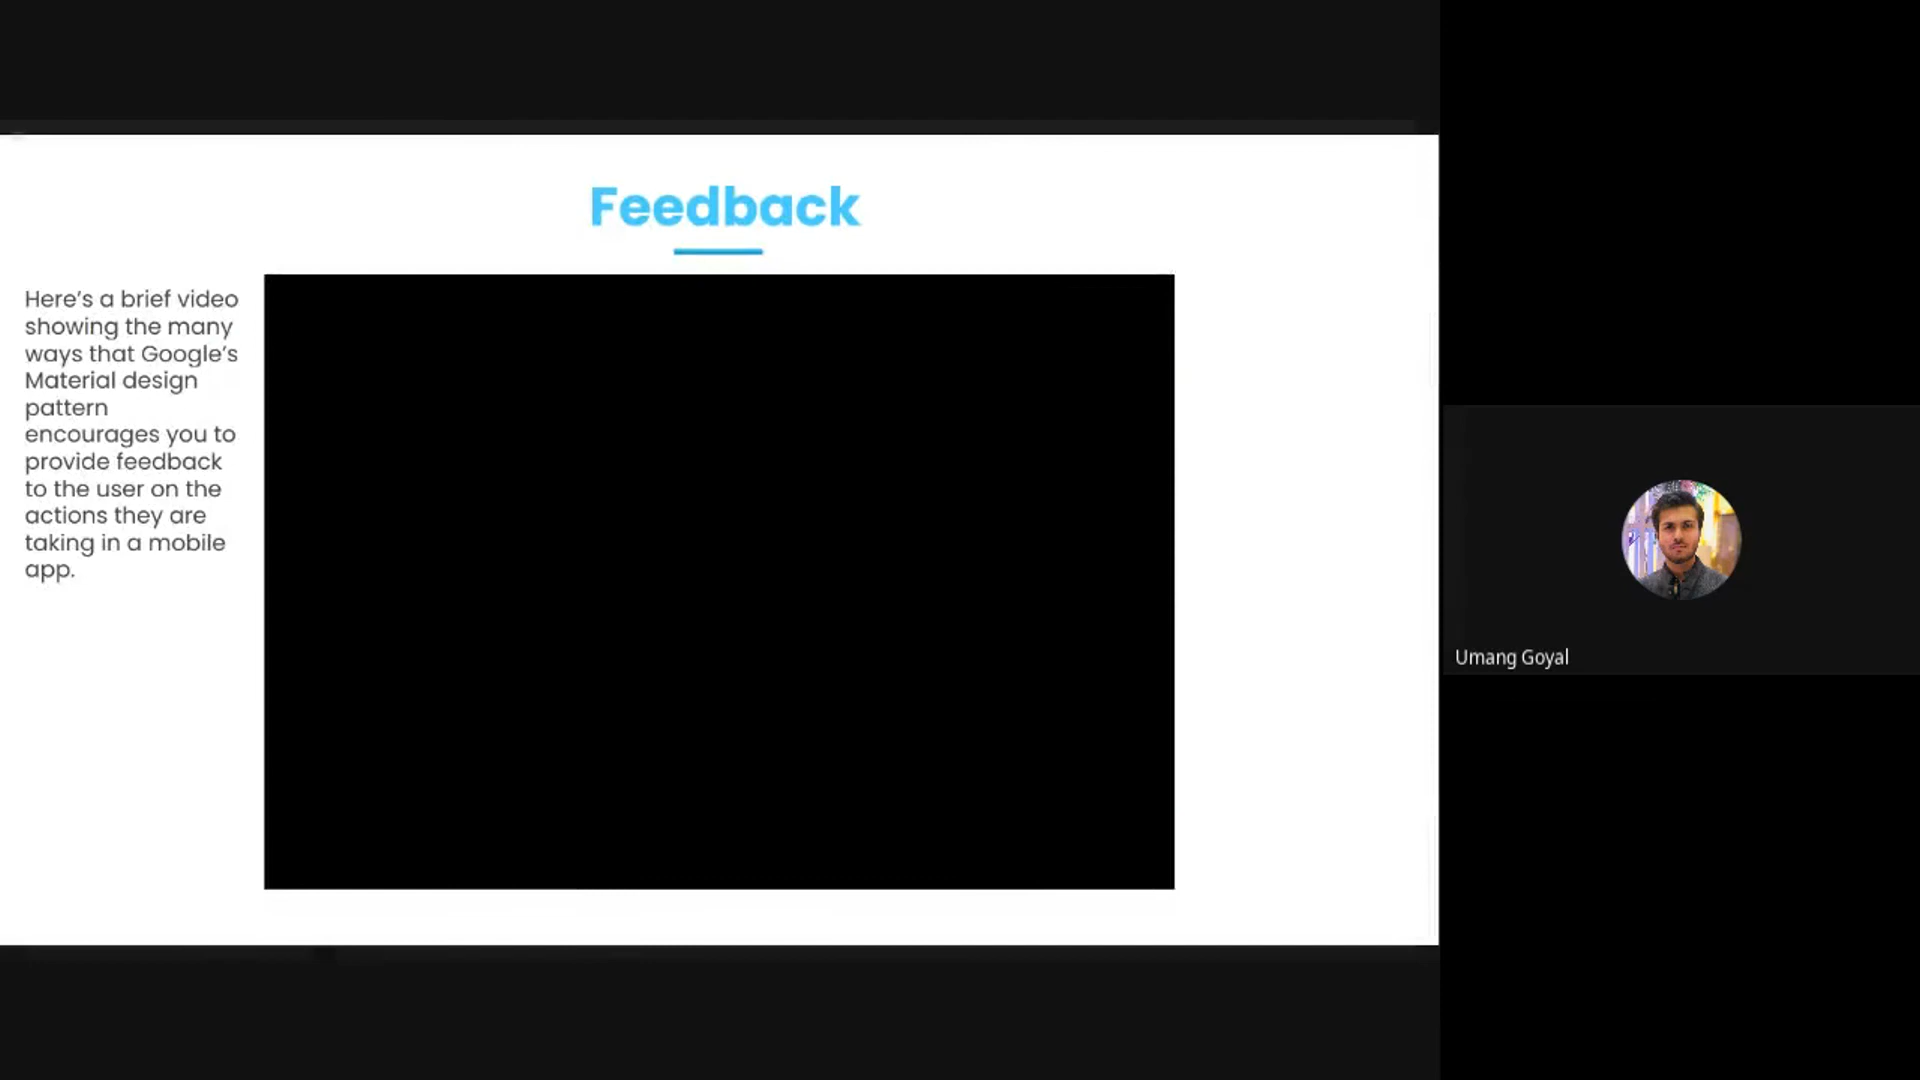 Feedback
Here's a brief video
showing the many
ways that Google's
Material design
pattern
encourages you to
provide feedback
to the user on the
actions they are
taking in a mobile
app.
Umang Goyal